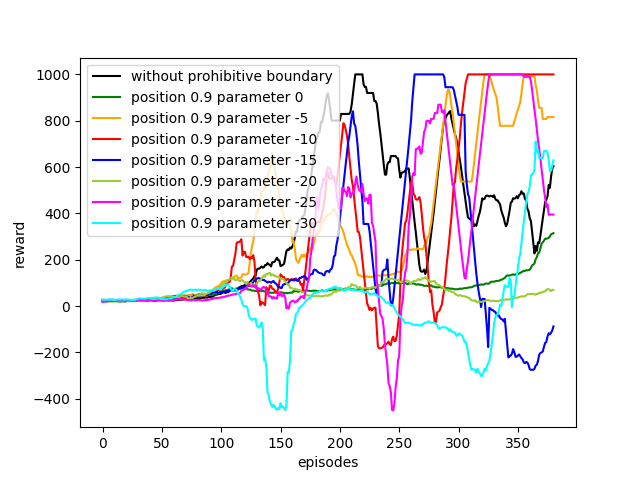 1000
800
600
400
200
0
−200
−400
reward
without prohibitive boundary
position 0.9 parameter 0
position 0.9 parameter -5
position 0.9 parameter -10
position 0.9 parameter -15
position 0.9 parameter -20
position 0.9 parameter -25
position 0.9 parameter -30
0 50 100 150 200 250 300 350
episodes